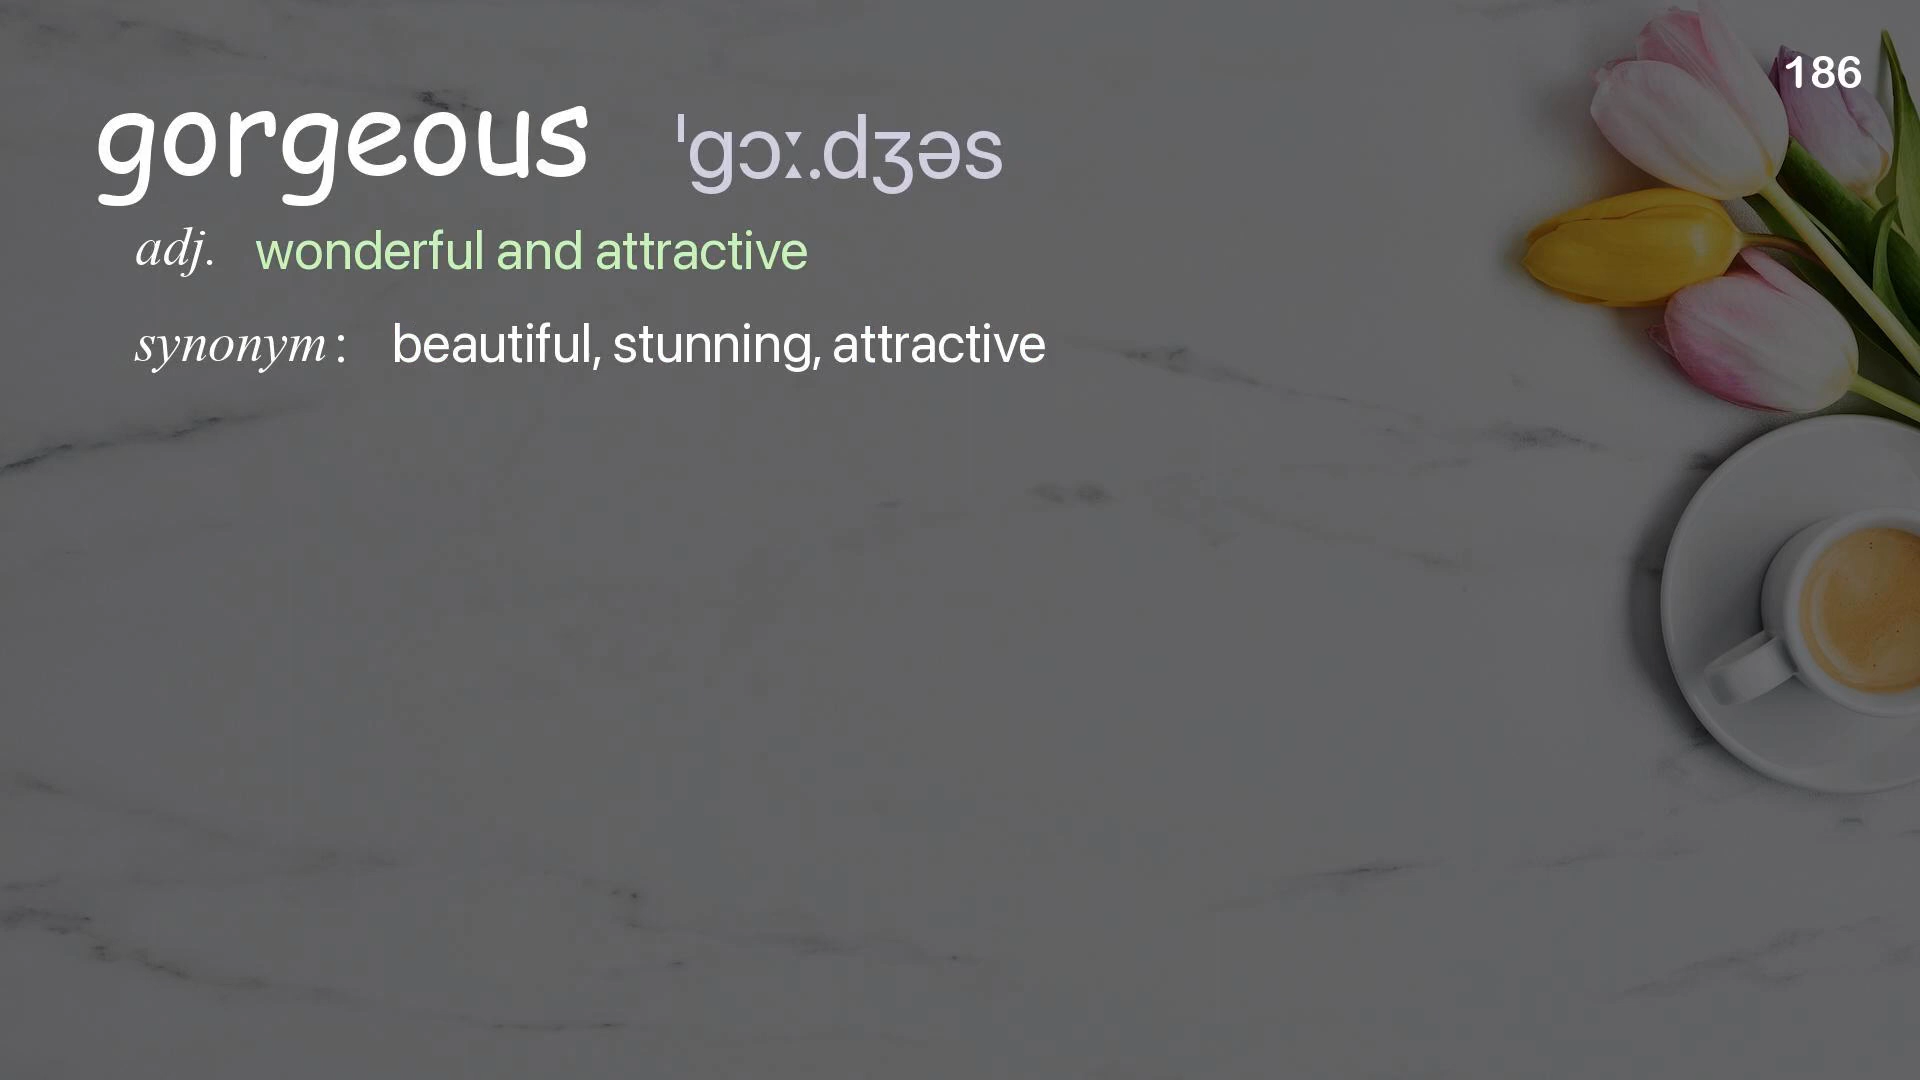 186
gorgeous ˈɡɔː.dʒəs
adj. wonderful and attractive
synonym : beautiful, stunning, attractive